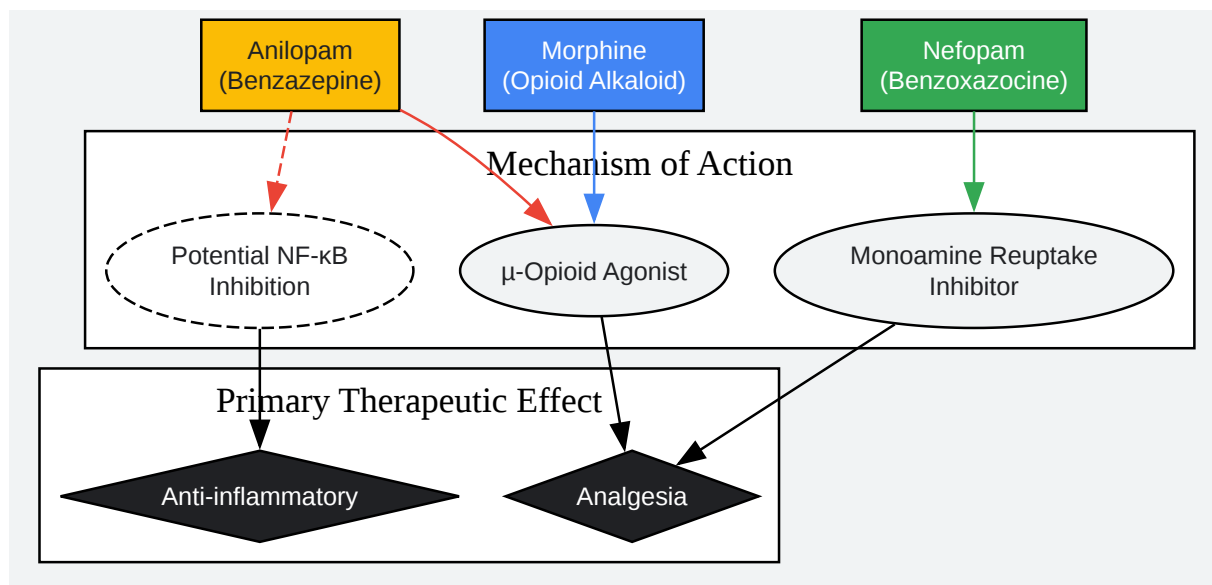 Anilopam
(Benzazepine)
Morphine
(Opioid Alkaloid)
Nefopam
(Benzoxazocine)
Mechanism of Action
Potential NF-κB
Inhibition
μ-Opioid Agonist
Monoamine Reuptake
Inhibitor
Primary Therapeutic Effect
Anti-inflammatory
Analgesia